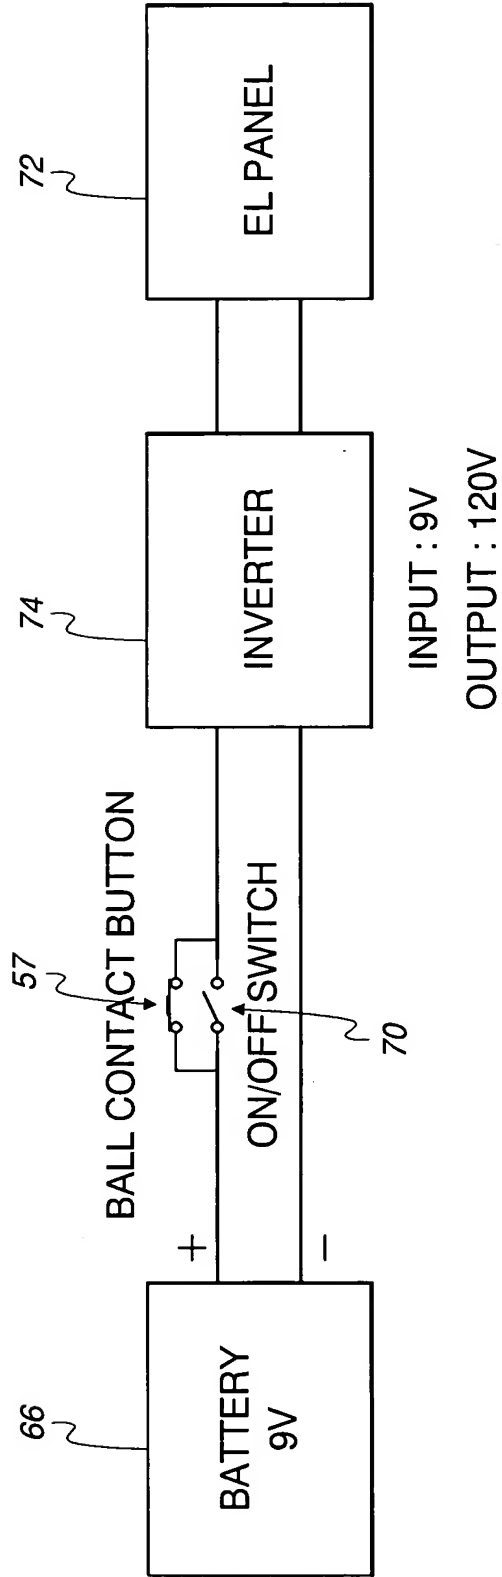 66
BATTERY
9V
+
−
57
BALL CONTACT BUTTON
ON/OFF SWITCH
70
74
INVERTER
INPUT : 9V
OUTPUT : 120V
72
EL PANEL